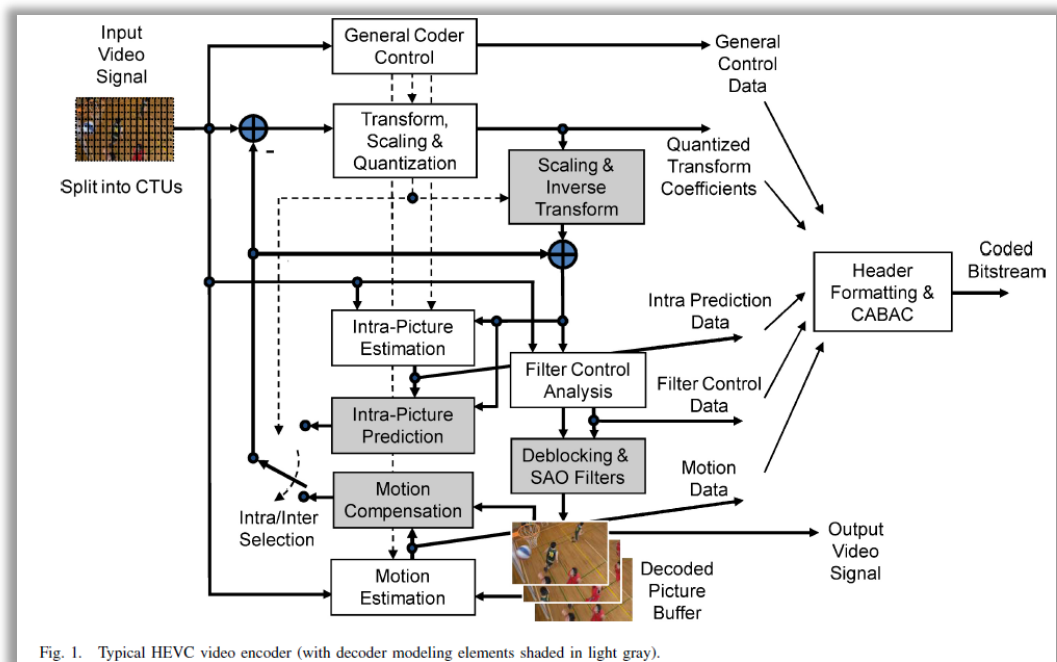 Input
Video
Signal
Split into CTUs
General Coder
Control
Transform,
Scaling &
Quantization
-
Scaling &
Inverse
Transform
General
Control
Data
Quantized
Transform
Coefficients
Header
Formatting &
CABAC
Coded
Bitstream
Intra-Picture
Estimation
Intra Prediction
Data
Filter Control
Analysis
Filter Control
Data
Intra-Picture
Prediction
Deblocking &
SAO Filters
Motion
Data
Motion
Compensation
Intra/Inter
Selection
Motion
Estimation
Decoded
Picture
Buffer
Output
Video
Signal
Fig. 1. Typical HEVC video encoder (with decoder modeling elements shaded in light gray).